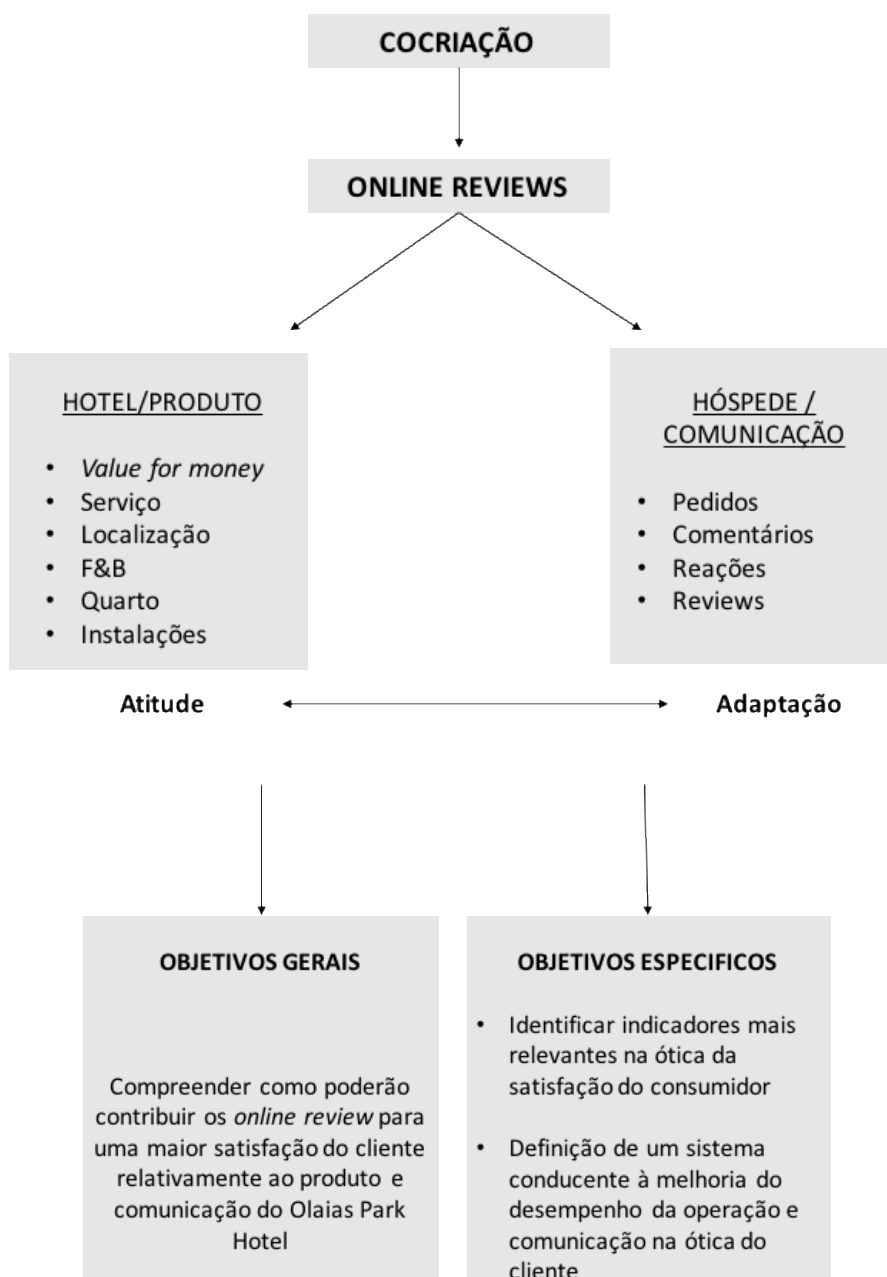 COCRIAÇÃO
ONLINE REVIEWS
HOTEL/PRODUTO
• Value for money
• Serviço
• Localização
• F&B
• Quarto
• Instalações
HÓSPEDE /
COMUNICAÇÃO
• Pedidos
• Comentários
• Reações
• Reviews
Atitude
Adaptação
OBJETIVOS GERAIS
Compreender como poderão
contribuir os online review para
uma maior satisfação do cliente
relativamente ao produto e
comunicação do Olaias Park
Hotel
OBJETIVOS ESPECIFICOS
• Identificar indicadores mais
relevantes na ótica da
satisfação do consumidor
• Definição de um sistema
conducente à melhoria do
desempenho da operação e
comunicação na ótica do
cliente